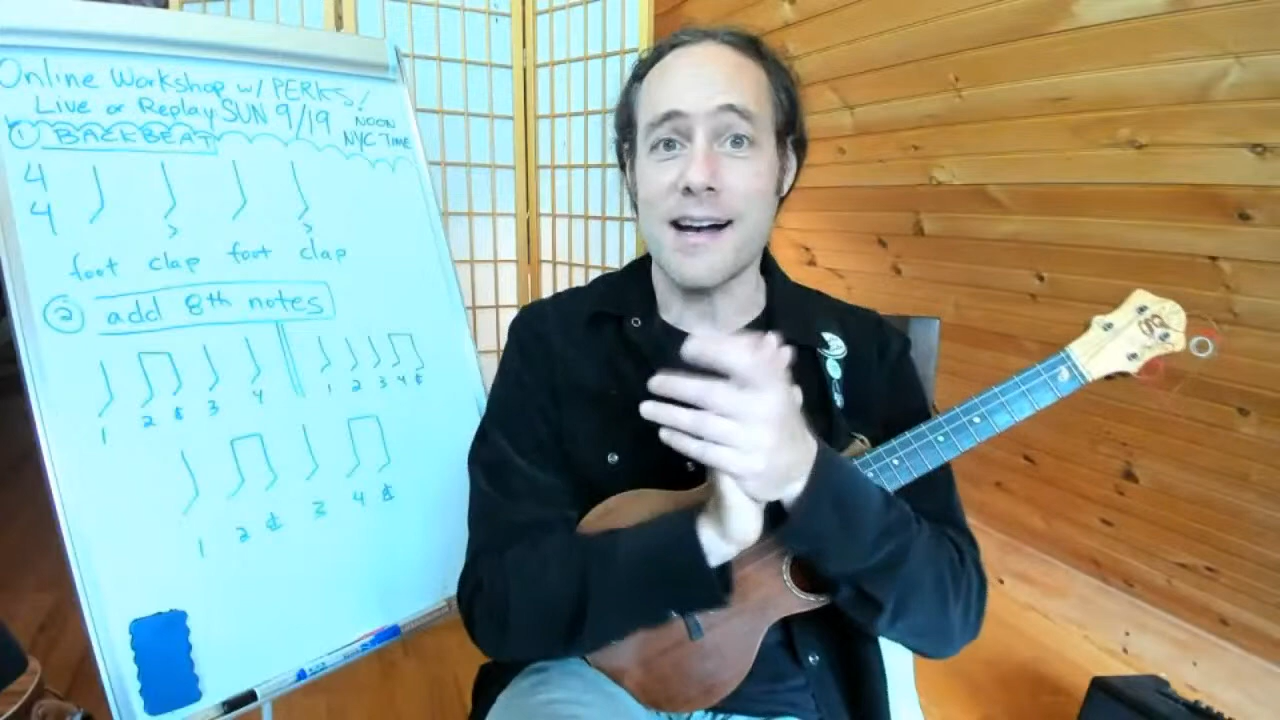 Online Workshop w/ PERKS!
Live or Replay SUN 9/19 NOON
NYC Time
① BACKBEAT
4
4
> >
foot clap foot clap
② add 8th notes
1 2 & 3 4 1 2 3 4 &
1 2 & 3 4 &